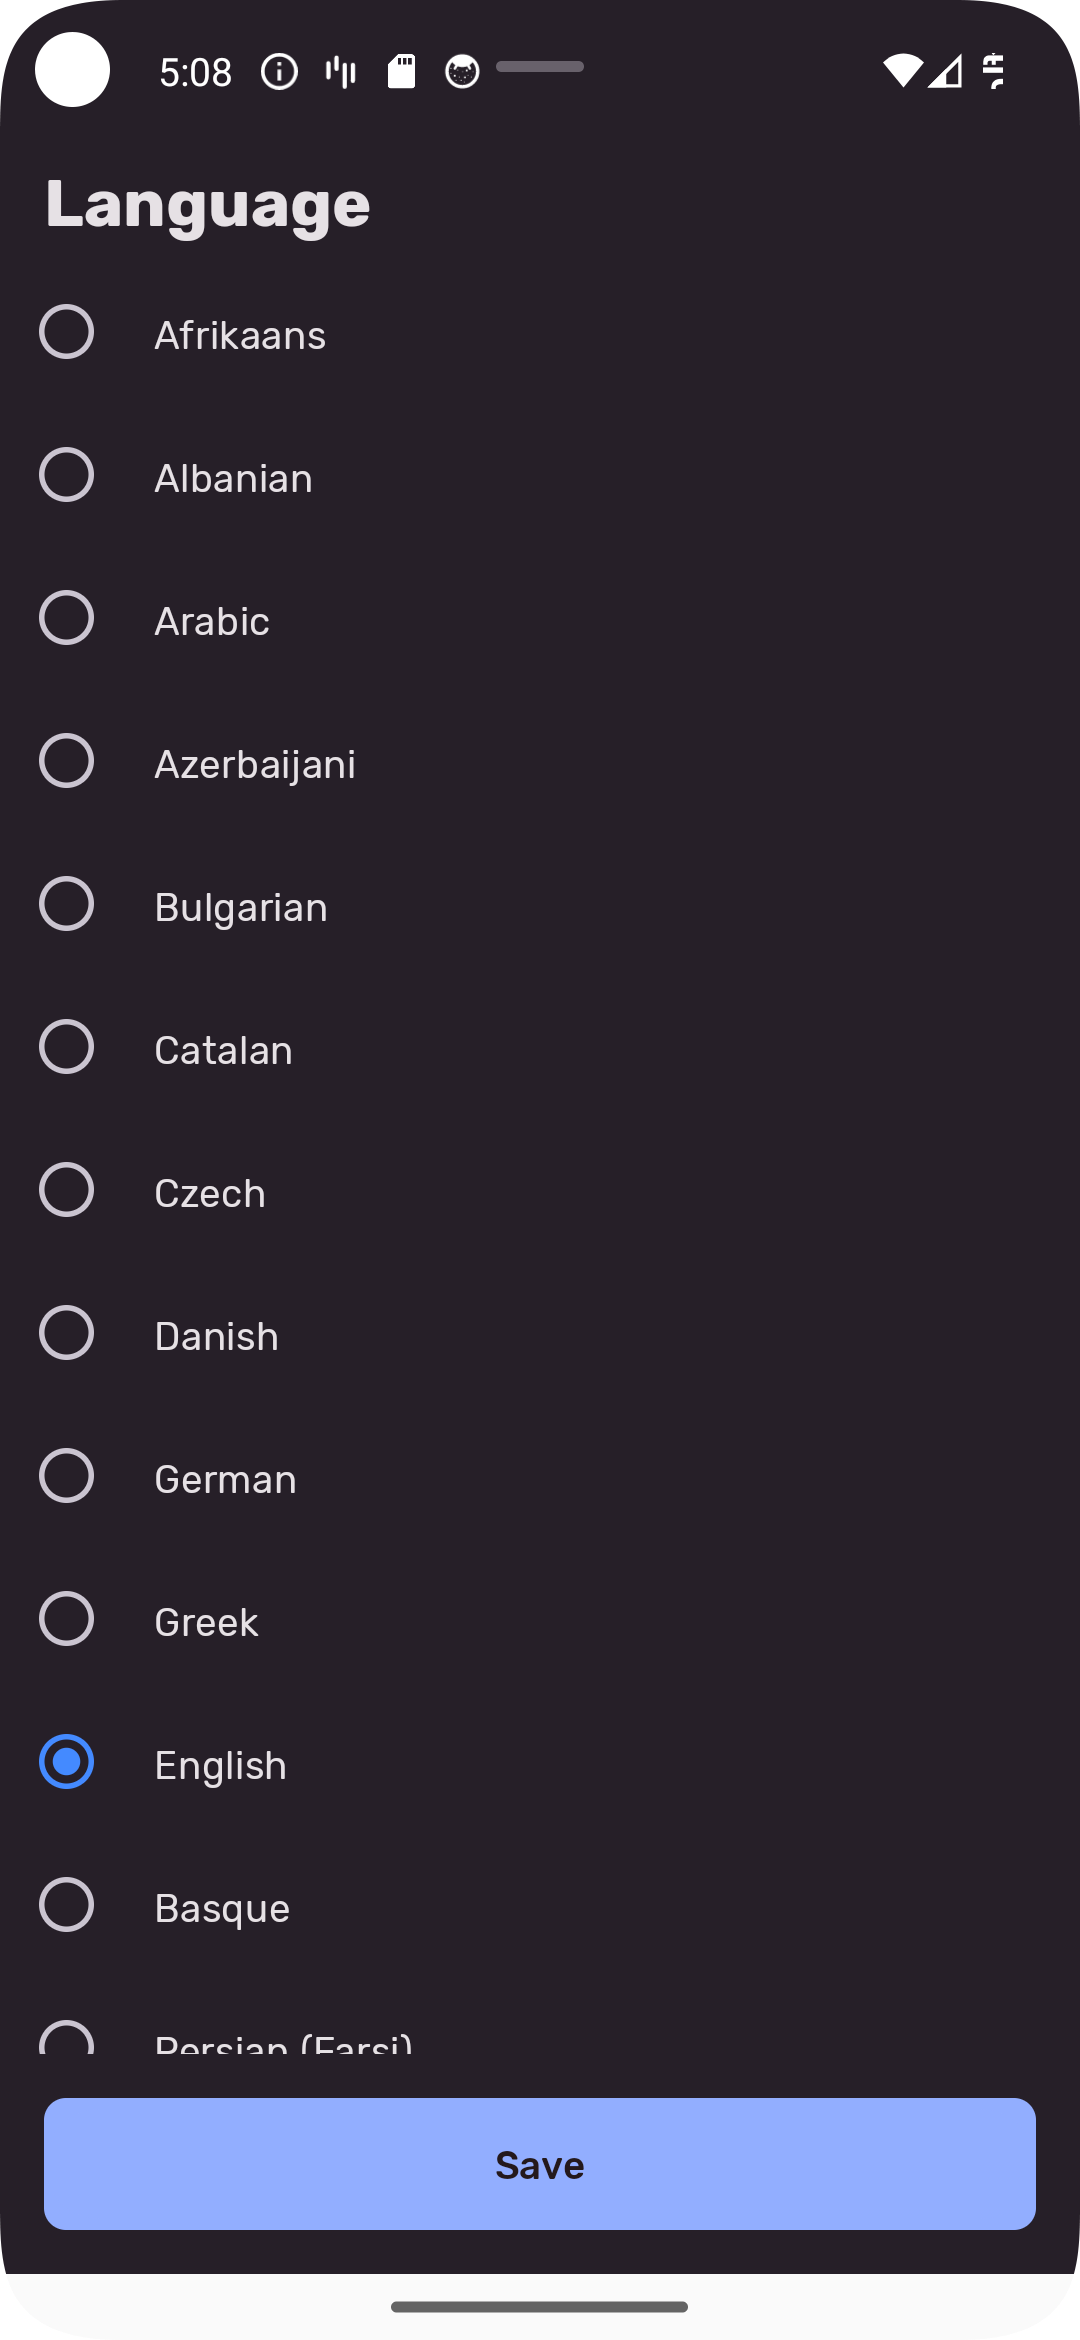 5:08
Language
Afrikaans
Albanian
Arabic
Azerbaijani
Bulgarian
Catalan
Czech
Danish
German
Greek
English
Basque
Persian (Farsi)
Save